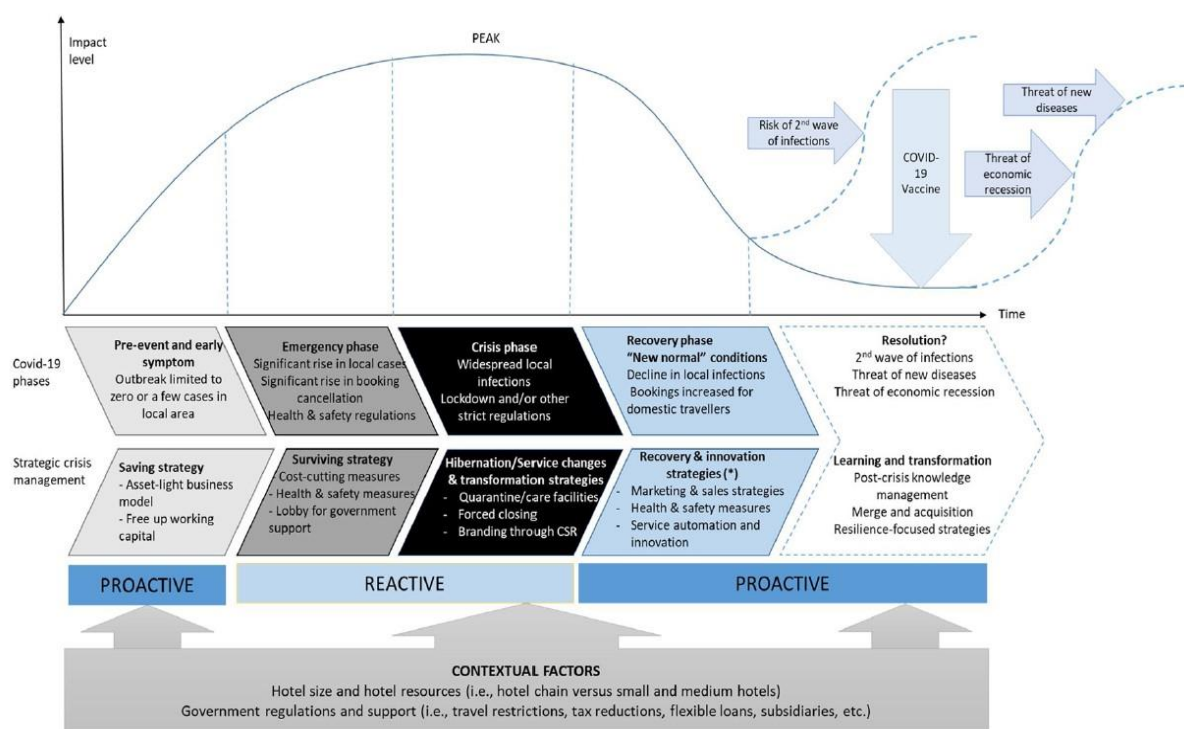 Impact
level
PEAK
Risk of 2nd wave
of infections
COVID-
19
Vaccine
Threat of new
diseases
Threat of
economic
recession
Time
Covid-19
phases
Pre-event and early
symptom
Outbreak limited to
zero or a few cases in
local area
Emergency phase
Significant rise in local cases
Significant rise in booking
cancellation
Health & safety regulations
Crisis phase
Widespread local
infections
Lockdown and/or other
strict regulations
Recovery phase
“New normal” conditions
Decline in local infections
Bookings increased for
domestic travellers
Resolution?
2nd wave of infections
Threat of new diseases
Threat of economic recession
Strategic crisis
management
Saving strategy
- Asset-light business
model
- Free up working
capital
Surviving strategy
- Cost-cutting measures
- Health & safety measures
- Lobby for government
support
Hibernation/Service changes
& transformation strategies
- Quarantine/care facilities
- Forced closing
- Branding through CSR
Recovery & innovation
strategies (*)
- Marketing & sales strategies
- Health & safety measures
- Service automation and
innovation
Learning and transformation
Post-crisis knowledge
management
Merge and acquisition
Resilience-focused strategies
PROACTIVE
REACTIVE
PROACTIVE
CONTEXTUAL FACTORS
Hotel size and hotel resources (i.e., hotel chain versus small and medium hotels)
Government regulations and support (i.e., travel restrictions, tax reductions, flexible loans, subsidiaries, etc.)